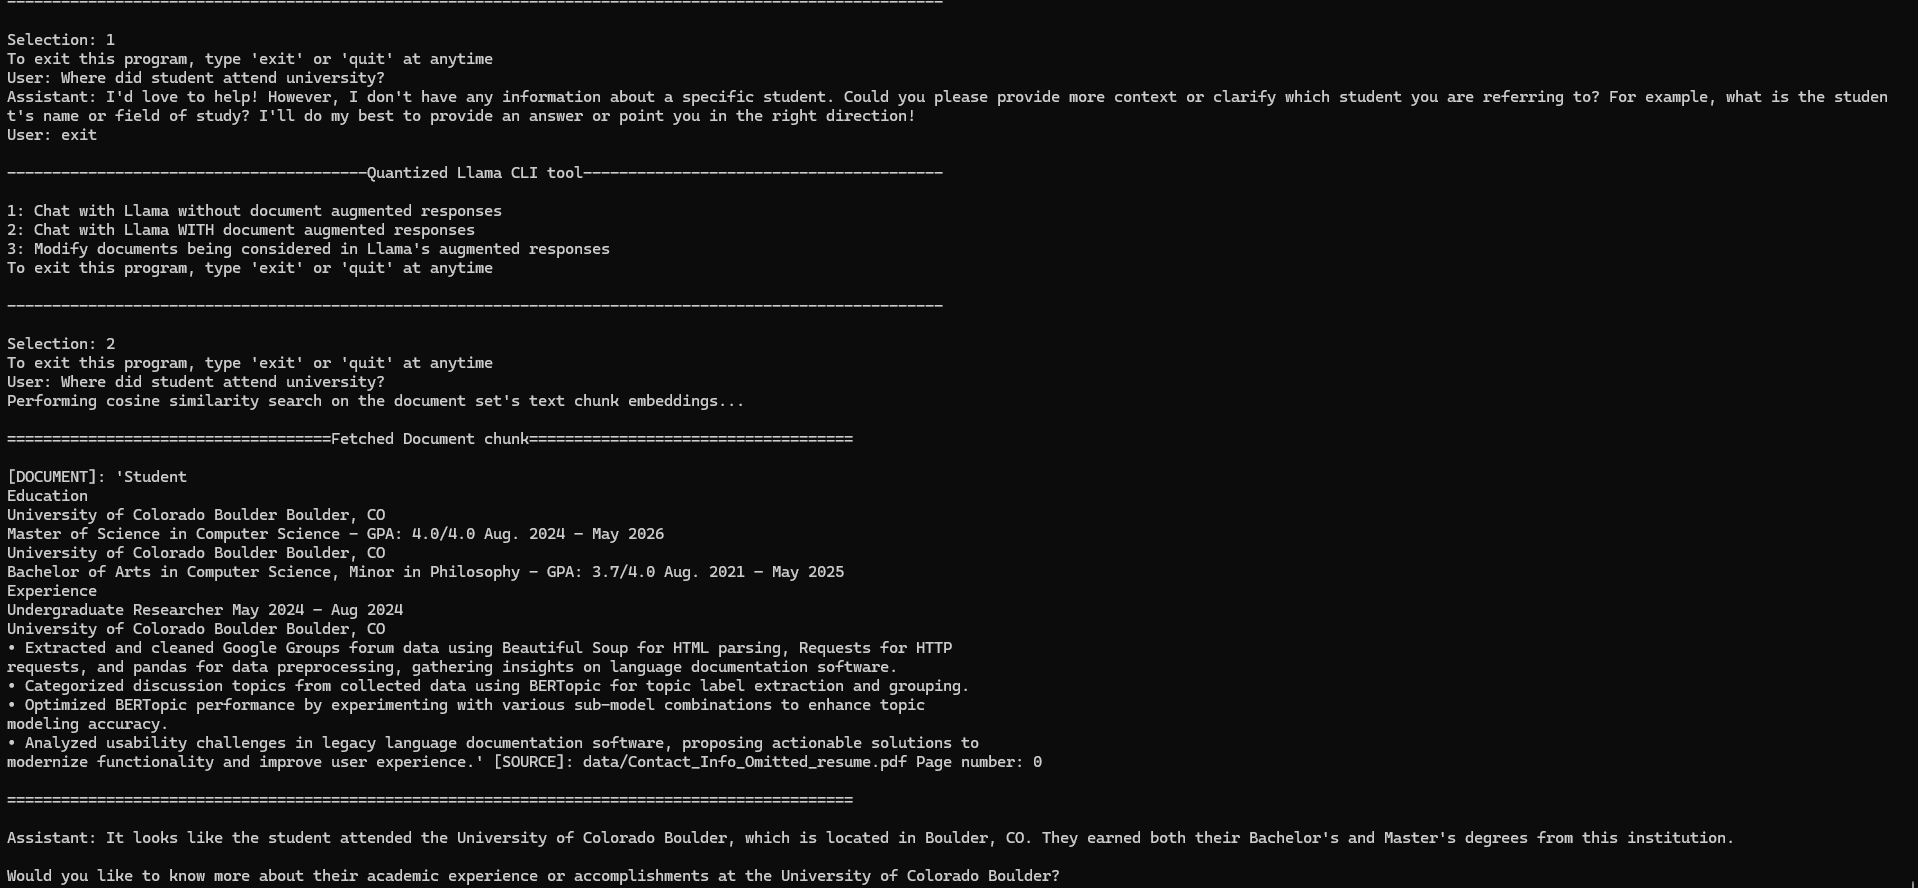 --------------------------------------------------------------------------------------------------------
Selection: 1
To exit this program, type 'exit' or 'quit' at anytime
User: Where did student attend university?
Assistant: I'd love to help! However, I don't have any information about a specific student. Could you please provide more context or clarify which student you are referring to? For example, what is the studen
t's name or field of study? I'll do my best to provide an answer or point you in the right direction!
User: exit
----------------------------------------Quantized Llama CLI tool----------------------------------------
1: Chat with Llama without document augmented responses
2: Chat with Llama WITH document augmented responses
3: Modify documents being considered in Llama's augmented responses
To exit this program, type 'exit' or 'quit' at anytime
--------------------------------------------------------------------------------------------------------
Selection: 2
To exit this program, type 'exit' or 'quit' at anytime
User: Where did student attend university?
Performing cosine similarity search on the document set's text chunk embeddings...
====================================Fetched Document chunk====================================
[DOCUMENT]: 'Student
Education
University of Colorado Boulder Boulder, CO
Master of Science in Computer Science – GPA: 4.0/4.0 Aug. 2024 – May 2026
University of Colorado Boulder Boulder, CO
Bachelor of Arts in Computer Science, Minor in Philosophy – GPA: 3.7/4.0 Aug. 2021 – May 2025
Experience
Undergraduate Researcher May 2024 – Aug 2024
University of Colorado Boulder Boulder, CO
• Extracted and cleaned Google Groups forum data using Beautiful Soup for HTML parsing, Requests for HTTP
requests, and pandas for data preprocessing, gathering insights on language documentation software.
• Categorized discussion topics from collected data using BERTopic for topic label extraction and grouping.
• Optimized BERTopic performance by experimenting with various sub-model combinations to enhance topic
modeling accuracy.
• Analyzed usability challenges in legacy language documentation software, proposing actionable solutions to
modernize functionality and improve user experience.' [SOURCE]: data/Contact_Info_Omitted_resume.pdf Page number: 0
==============================================================================================
Assistant: It looks like the student attended the University of Colorado Boulder, which is located in Boulder, CO. They earned both their Bachelor's and Master's degrees from this institution.
Would you like to know more about their academic experience or accomplishments at the University of Colorado Boulder?